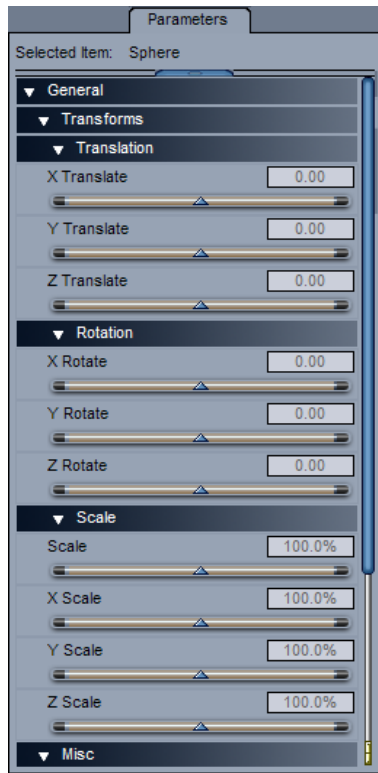 Parameters
Selected Item: Sphere
General
Transforms
Translation
X Translate 0.00
Y Translate 0.00
Z Translate 0.00
Rotation
X Rotate 0.00
Y Rotate 0.00
Z Rotate 0.00
Scale
Scale 100.0%
X Scale 100.0%
Y Scale 100.0%
Z Scale 100.0%
Misc